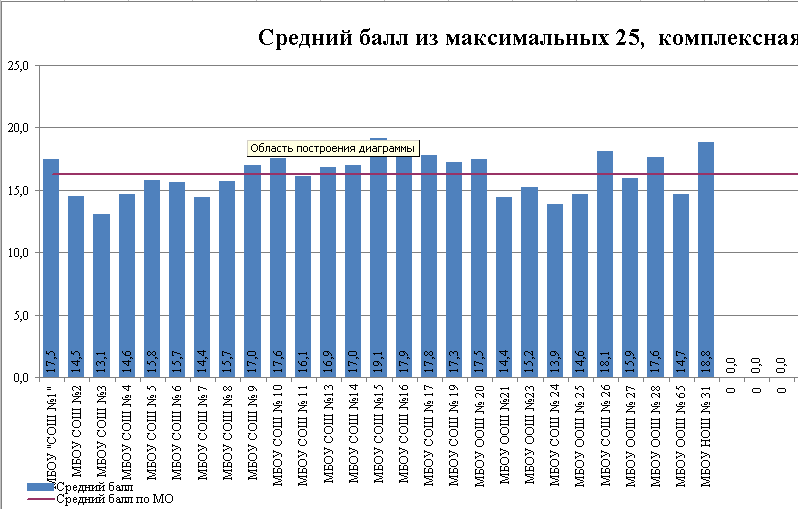 Средний балл из максимальных 25, комплексная
25,0
20,0
15,0
10,0
5,0
0,0
Область построения диаграммы
17,5
14,5
13,1
14,6
15,8
15,7
14,4
15,7
17,0
17,6
16,1
16,9
17,0
19,1
17,9
17,8
17,3
17,5
14,4
15,2
13,9
14,6
18,1
15,9
17,6
14,7
18,8
0,0
0,0
0,0
МБОУ "СОШ №1"
МБОУ СОШ №2
МБОУ СОШ №3
МБОУ СОШ № 4
МБОУ СОШ № 5
МБОУ СОШ № 6
МБОУ СОШ № 7
МБОУ СОШ № 8
МБОУ СОШ № 9
МБОУ СОШ № 10
МБОУ СОШ № 11
МБОУ СОШ №13
МБОУ СОШ № 14
МБОУ СОШ №15
МБОУ СОШ №16
МБОУ СОШ № 17
МБОУ СОШ № 19
МБОУ ООШ № 20
МБОУ ООШ №21
МБОУ ООШ №23
МБОУ СОШ № 24
МБОУ ООШ № 25
МБОУ СОШ № 26
МБОУ ООШ № 27
МБОУ ООШ № 28
МБОУ ООШ № 65
МБОУ НОШ № 31
0
0
0
Средний балл
Средний балл по МО